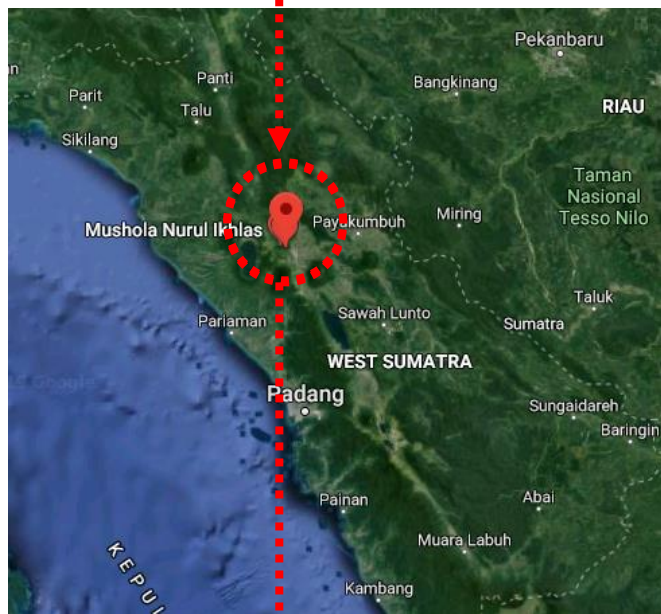 Pekanbaru
Panti
Bangkinang
Parit
Talu
RIAU
Sikilang
Taman
Nasional
Tesso Nilo
Mushola Nurul Ikhlas
Payakumbuh
Miring
Taluk
Pariaman
Sawah Lunto
Sumatra
WEST SUMATRA
Padang
Sungaidareh
Baringin
Painan
Abai
Muara Labuh
KEPU
Kambang